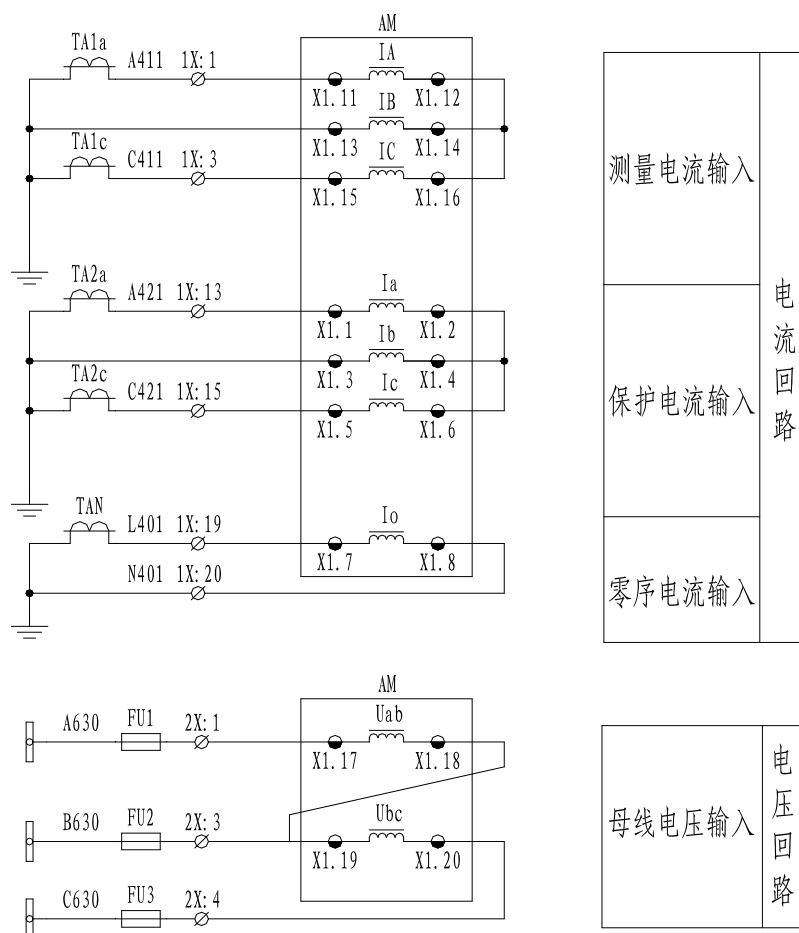 AM
TA1a A411 1X:1 IA
X1.11 X1.12
IB
X1.13 X1.14
TA1c C411 1X:3 IC
X1.15 X1.16
测量电流输入
TA2a A421 1X:13 Ia
X1.1 X1.2
Ib
X1.3 X1.4
TA2c C421 1X:15 Ic
X1.5 X1.6
保护电流输入
电流回路
TAN L401 1X:19 Io
X1.7 X1.8
N401 1X:20
零序电流输入
AM
A630 FU1 2X:1 Uab
X1.17 X1.18
B630 FU2 2X:3 Ubc
X1.19 X1.20
C630 FU3 2X:4
母线电压输入
电压回路